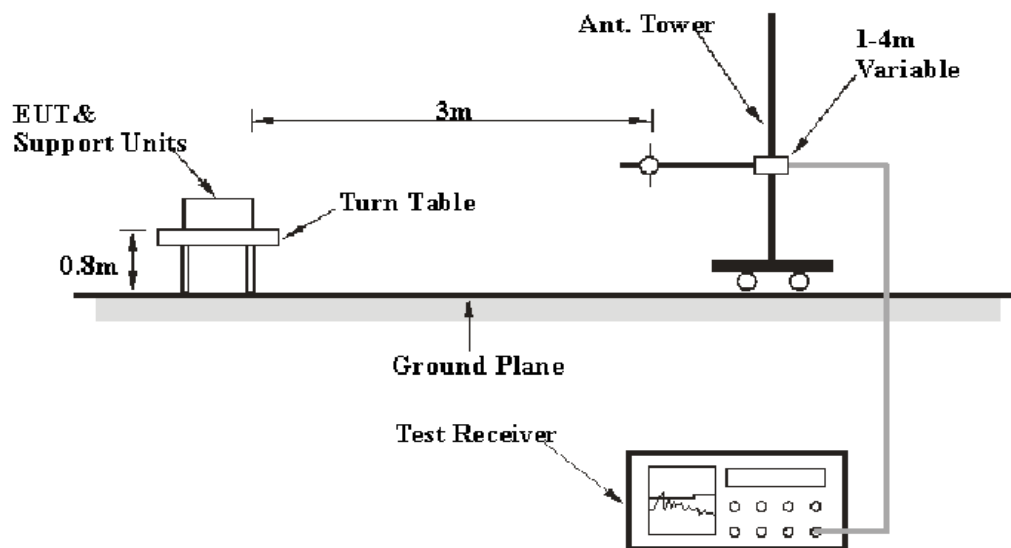 Ant. Tower
1-4m
Variable
3m
EUT&
Support Units
Turn Table
0.8m
Ground Plane
Test Receiver